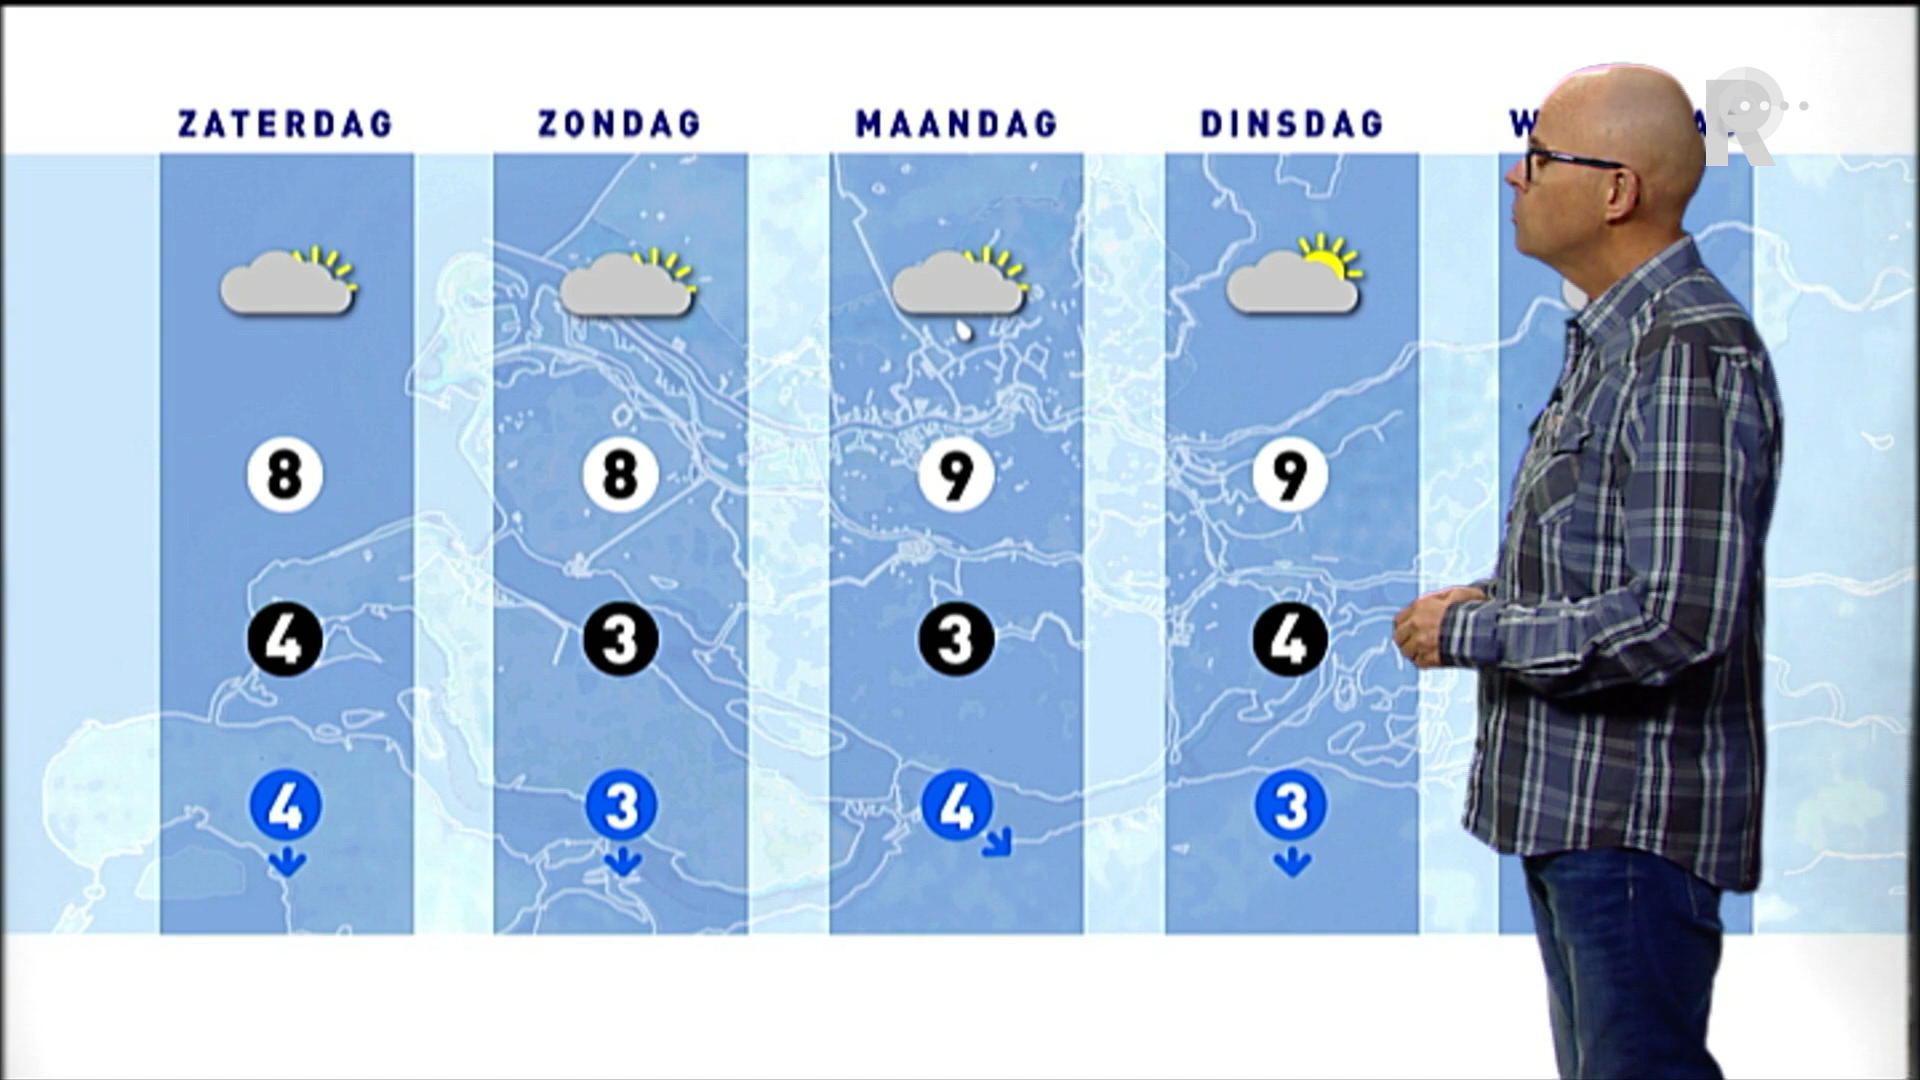 ZATERDAG ZONDAG MAANDAG DINSDAG
R
8 8 9 9
4 3 3 4
4 3 4 3